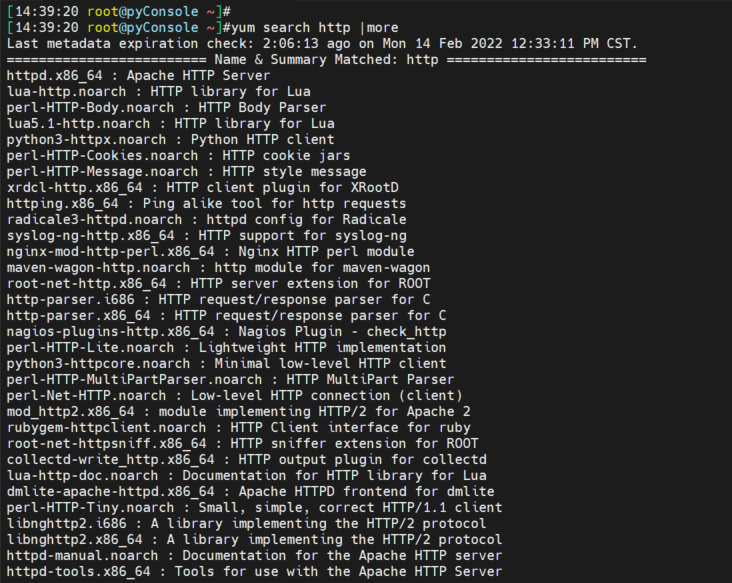 [14:39:20 root@pyConsole ~]#
[14:39:20 root@pyConsole ~]#yum search http |more
Last metadata expiration check: 2:06:13 ago on Mon 14 Feb 2022 12:33:11 PM CST.
========================= Name & Summary Matched: http =========================
httpd.x86_64 : Apache HTTP Server
lua-http.noarch : HTTP library for Lua
perl-HTTP-Body.noarch : HTTP Body Parser
lua5.1-http.noarch : HTTP library for Lua
python3-httpx.noarch : Python HTTP client
perl-HTTP-Cookies.noarch : HTTP cookie jars
perl-HTTP-Message.noarch : HTTP style message
xrdcl-http.x86_64 : HTTP client plugin for XRootD
httping.x86_64 : Ping alike tool for http requests
radicale3-httpd.noarch : httpd config for Radicale
syslog-ng-http.x86_64 : HTTP support for syslog-ng
nginx-mod-http-perl.x86_64 : Nginx HTTP perl module
maven-wagon-http.noarch : http module for maven-wagon
root-net-http.x86_64 : HTTP server extension for ROOT
http-parser.i686 : HTTP request/response parser for C
http-parser.x86_64 : HTTP request/response parser for C
nagios-plugins-http.x86_64 : Nagios Plugin - check_http
perl-HTTP-Lite.noarch : Lightweight HTTP implementation
python3-httpcore.noarch : Minimal low-level HTTP client
perl-HTTP-MultiPartParser.noarch : HTTP MultiPart Parser
perl-Net-HTTP.noarch : Low-level HTTP connection (client)
mod_http2.x86_64 : module implementing HTTP/2 for Apache 2
rubygem-httpclient.noarch : HTTP Client interface for ruby
root-net-httpsniff.x86_64 : HTTP sniffer extension for ROOT
collectd-write_http.x86_64 : HTTP output plugin for collectd
lua-http-doc.noarch : Documentation for HTTP library for Lua
dmlite-apache-httpd.x86_64 : Apache HTTPD frontend for dmlite
perl-HTTP-Tiny.noarch : Small, simple, correct HTTP/1.1 client
libnghttp2.i686 : A library implementing the HTTP/2 protocol
libnghttp2.x86_64 : A library implementing the HTTP/2 protocol
httpd-manual.noarch : Documentation for the Apache HTTP server
httpd-tools.x86_64 : Tools for use with the Apache HTTP Server